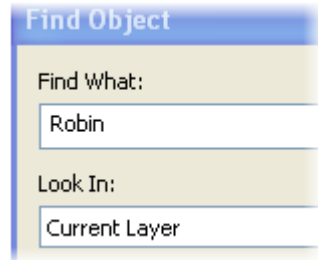 Find Object
Find What:
Robin
Look In:
Current Layer